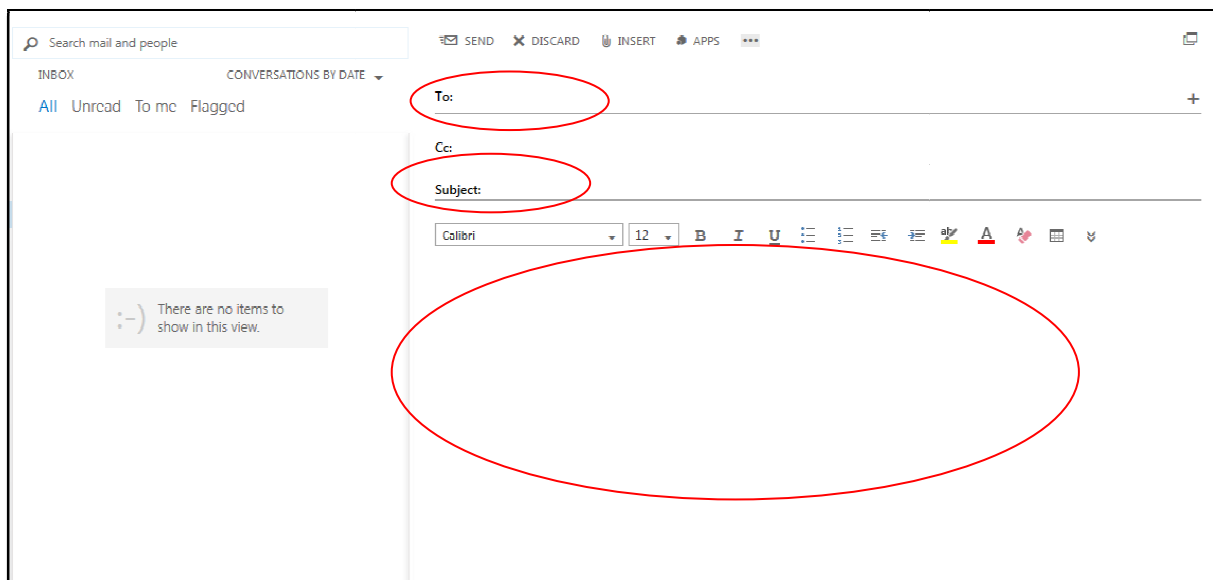 Search mail and people
INBOX CONVERSATIONS BY DATE
All Unread To me Flagged
:-) There are no items to
show in this view.
SEND DISCARD INSERT APPS •••
To: +
Cc:
Subject:
Calibri 12 B I U A